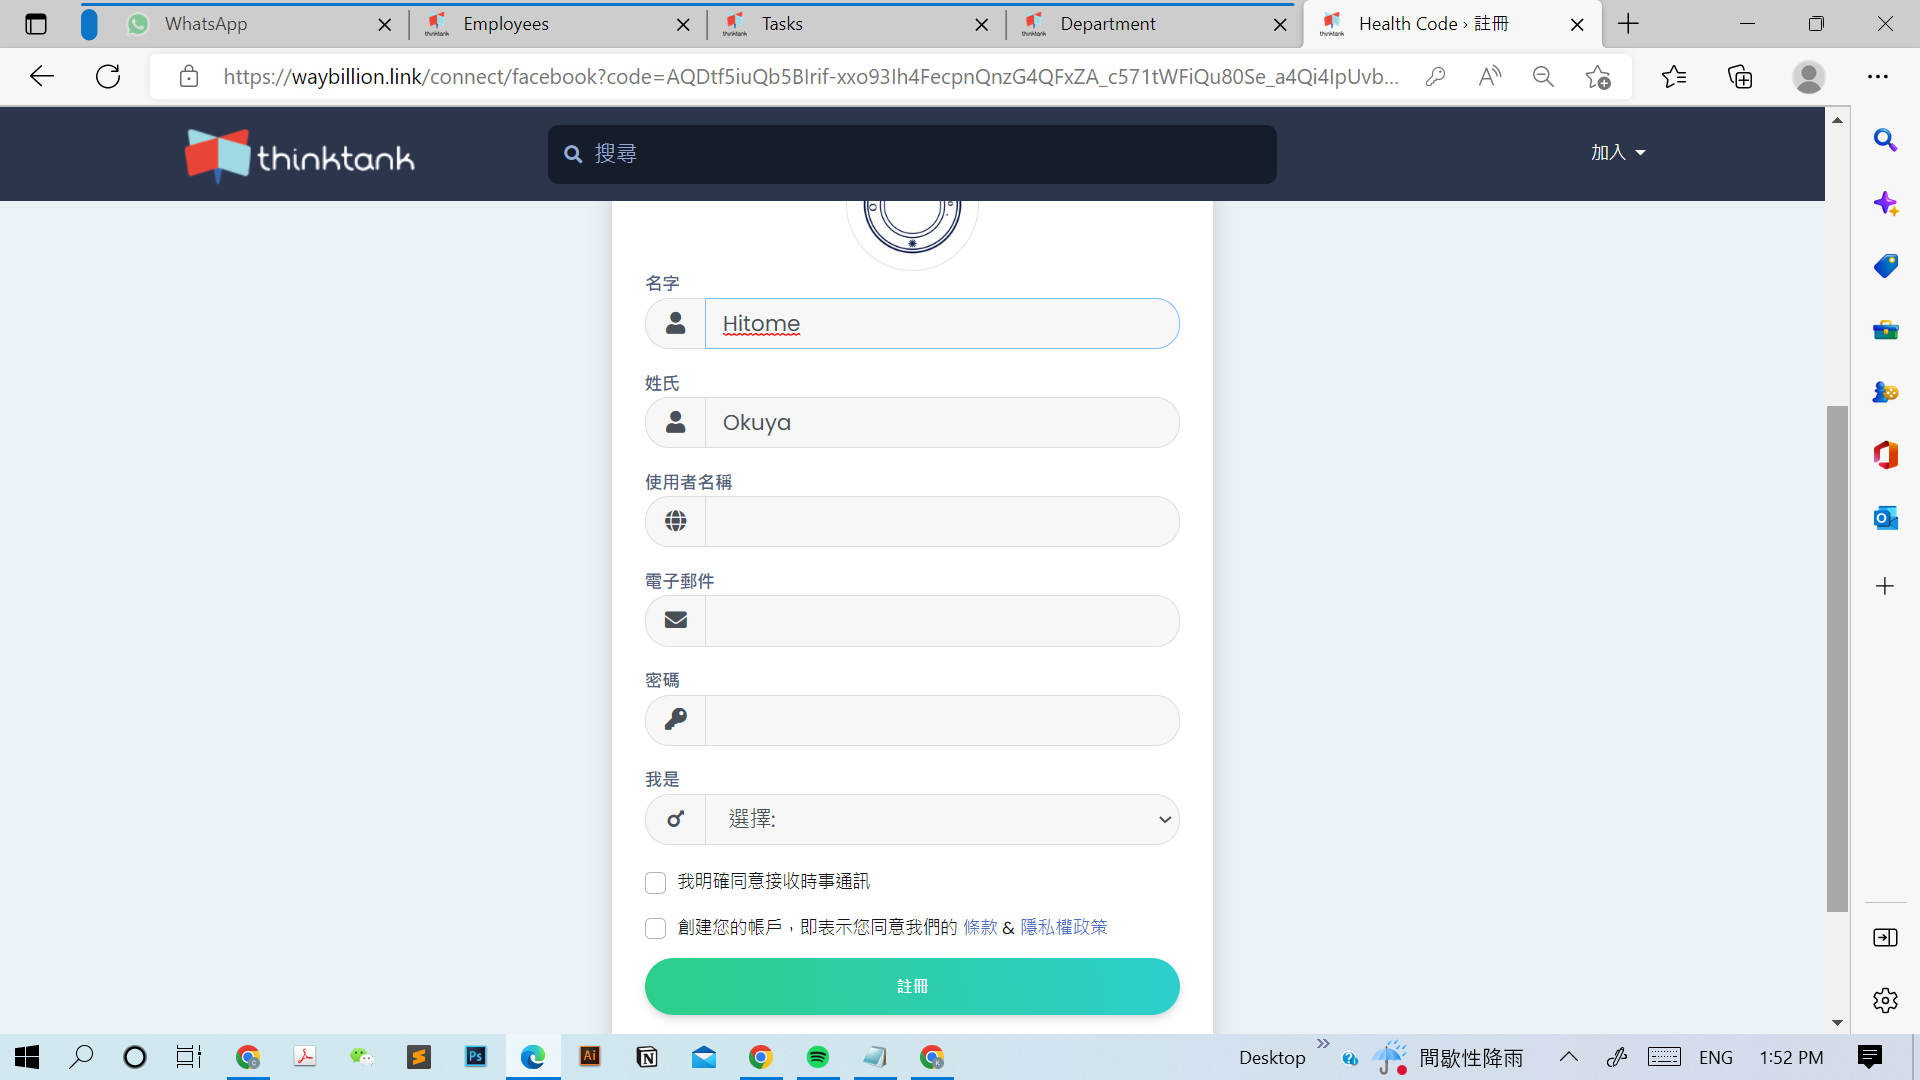 WhatsApp
Employees
Tasks
Department
Health Code › 註冊
https://waybillion.link/connect/facebook?code=AQDtf5iuQb5BIrif-xxo93Ih4FecpnQnzG4QFxZA_c571tWFiQu80Se_a4Qi4IpUvb...
thinktank
搜尋
加入
名字
Hitome
姓氏
Okuya
使用者名稱
電子郵件
密碼
我是
選擇:
我明確同意接收時事通訊
創建您的帳戶，即表示您同意我們的 條款 & 隱私權政策
註冊
Desktop
間歇性降雨
ENG
1:52 PM